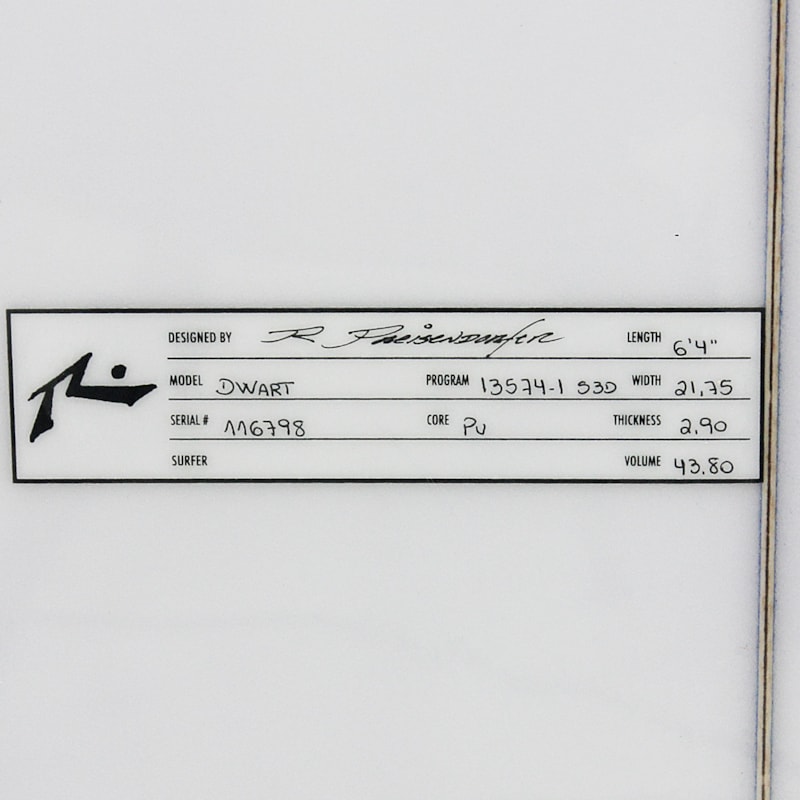 DESIGNED BY R. Preisendorfer LENGTH 6'4"
MODEL DWART PROGRAM 13574-1 S3D WIDTH 21,75
SERIAL # 116798 CORE PU THICKNESS 2,90
SURFER VOLUME 43,80